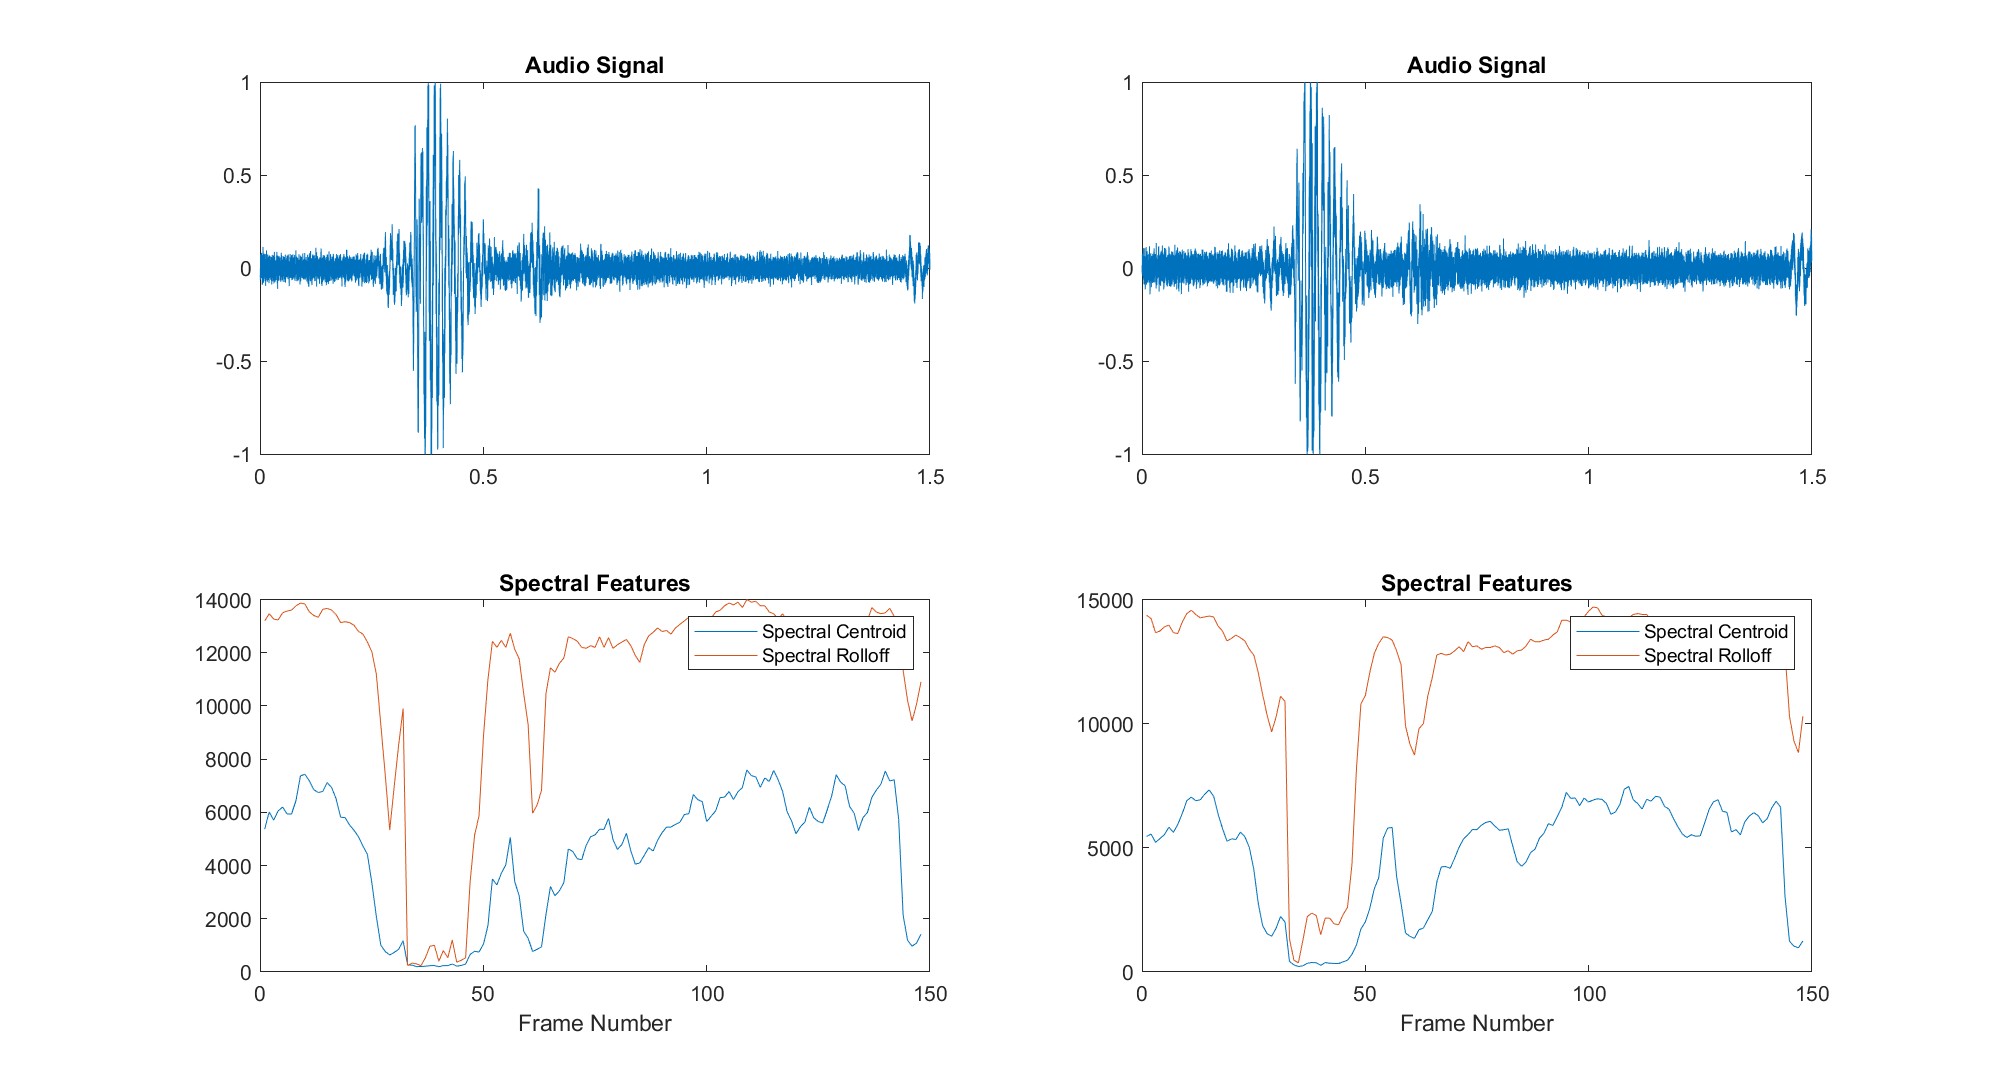 Audio Signal
1
0.5
0
-0.5
-1
0 0.5 1 1.5
Audio Signal
1
0.5
0
-0.5
-1
0 0.5 1 1.5
Spectral Features
14000
12000
10000
8000
6000
4000
2000
0
Spectral Centroid
Spectral Rolloff
0 50 100 150
Frame Number
Spectral Features
15000
10000
5000
0
Spectral Centroid
Spectral Rolloff
0 50 100 150
Frame Number